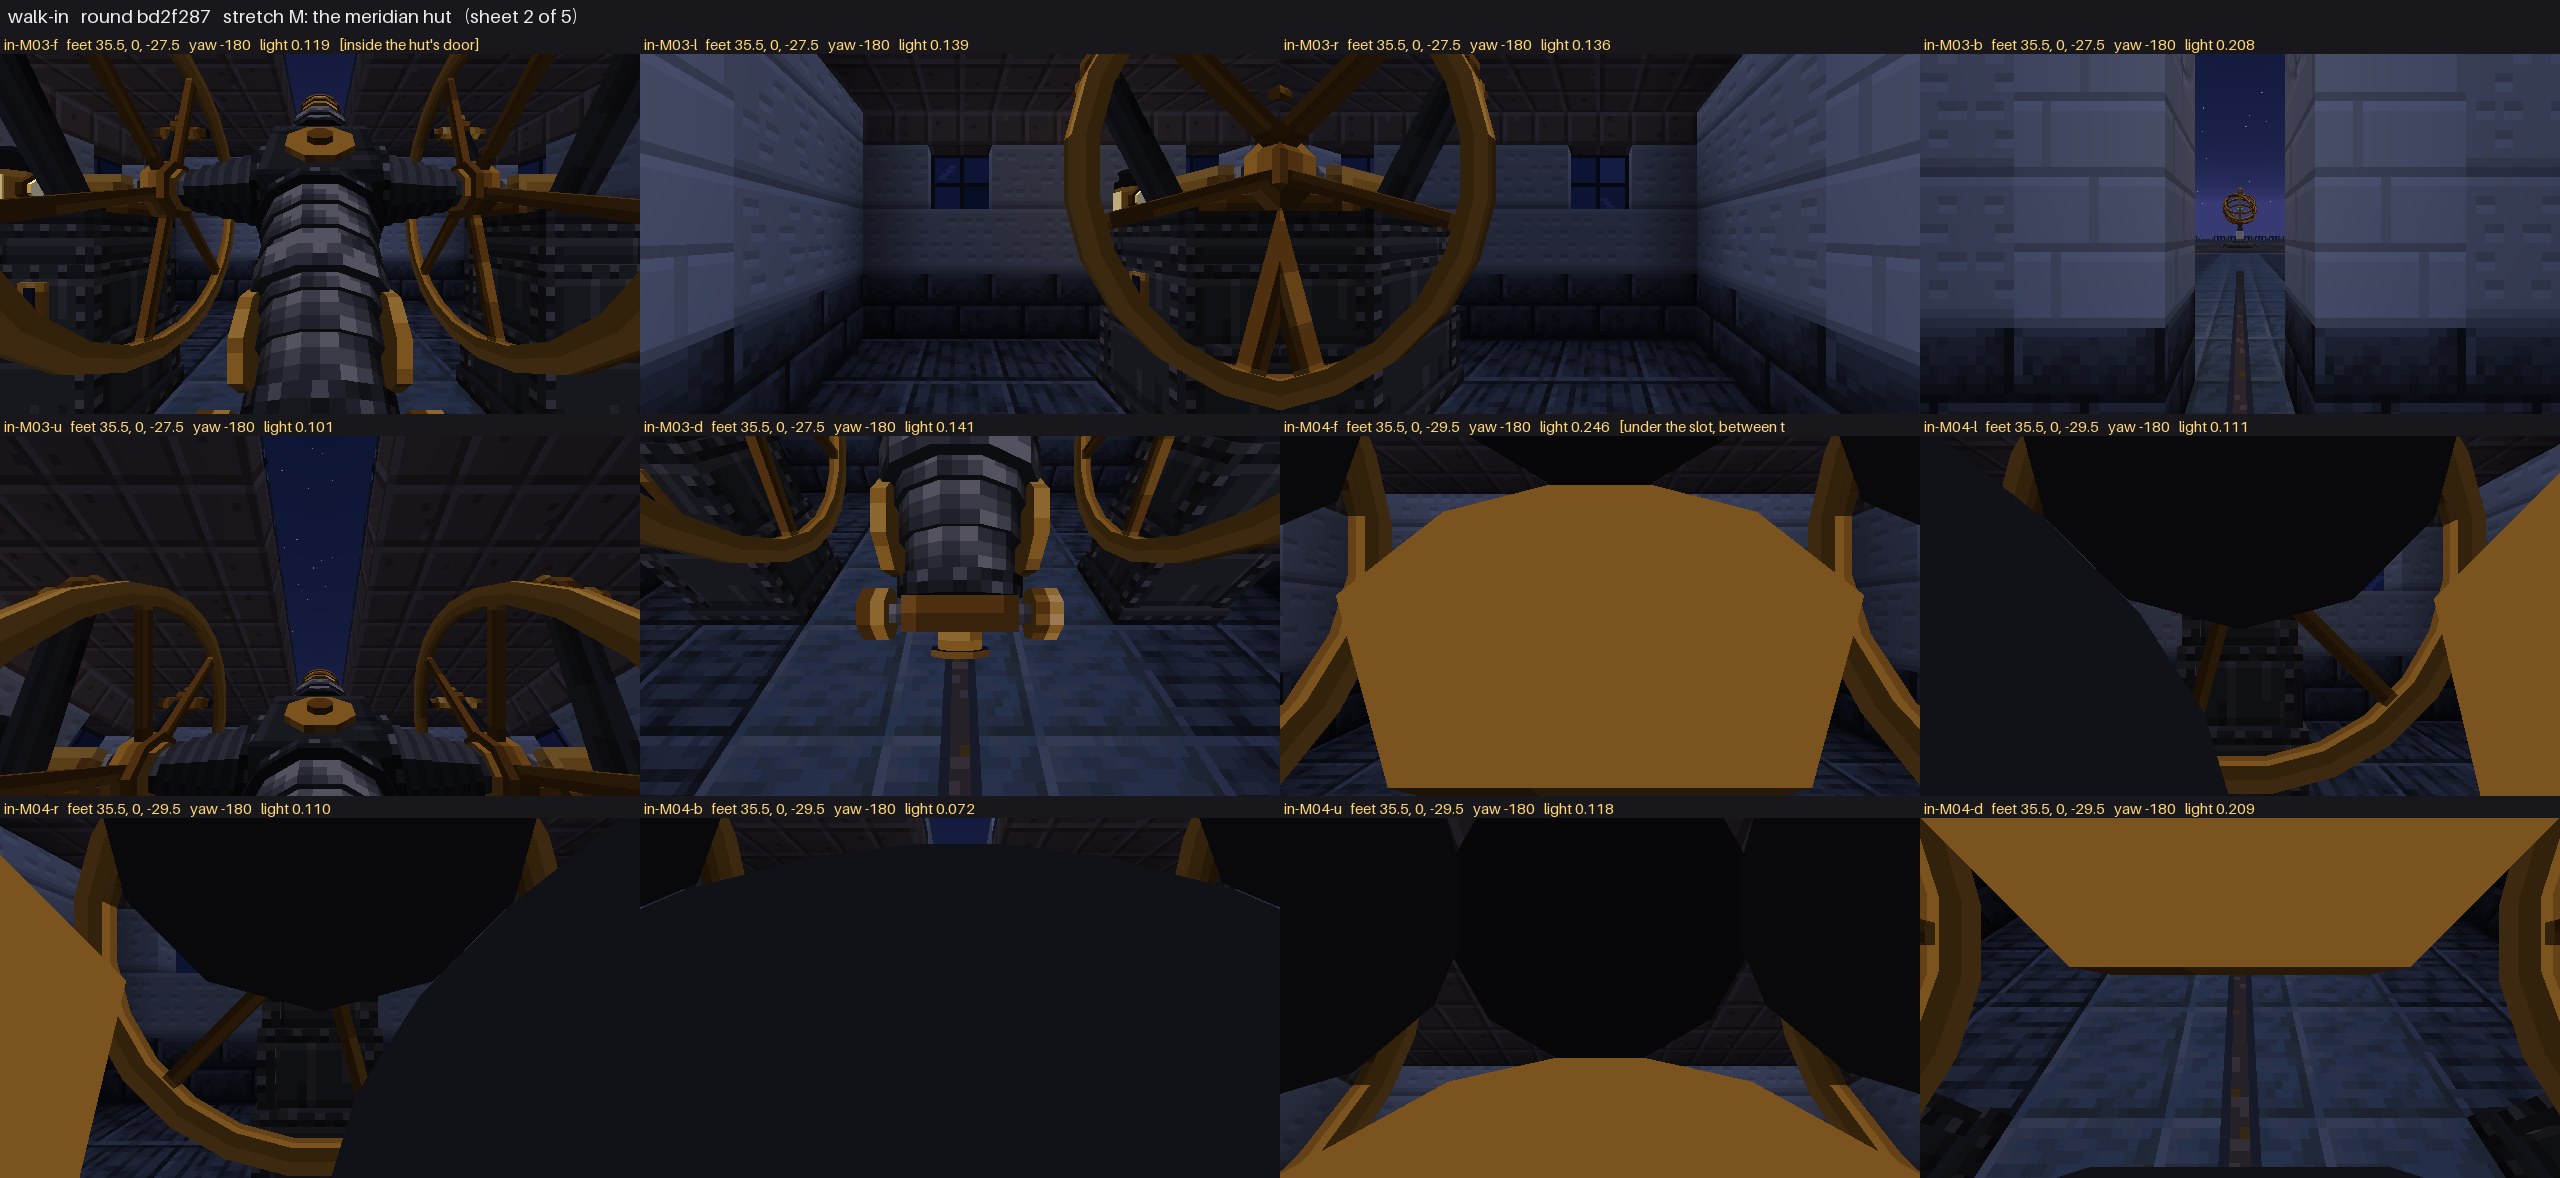 walk-in round bd2f287 stretch M: the meridian hut (sheet 2 of 5)
in-M03-f feet 35.5, 0, -27.5 yaw -180 light 0.119 [inside the hut's door]
in-M03-l feet 35.5, 0, -27.5 yaw -180 light 0.139
in-M03-r feet 35.5, 0, -27.5 yaw -180 light 0.136
in-M03-b feet 35.5, 0, -27.5 yaw -180 light 0.208
in-M03-u feet 35.5, 0, -27.5 yaw -180 light 0.101
in-M03-d feet 35.5, 0, -27.5 yaw -180 light 0.141
in-M04-f feet 35.5, 0, -29.5 yaw -180 light 0.246 [under the slot, between t
in-M04-l feet 35.5, 0, -29.5 yaw -180 light 0.111
in-M04-r feet 35.5, 0, -29.5 yaw -180 light 0.110
in-M04-b feet 35.5, 0, -29.5 yaw -180 light 0.072
in-M04-u feet 35.5, 0, -29.5 yaw -180 light 0.118
in-M04-d feet 35.5, 0, -29.5 yaw -180 light 0.209